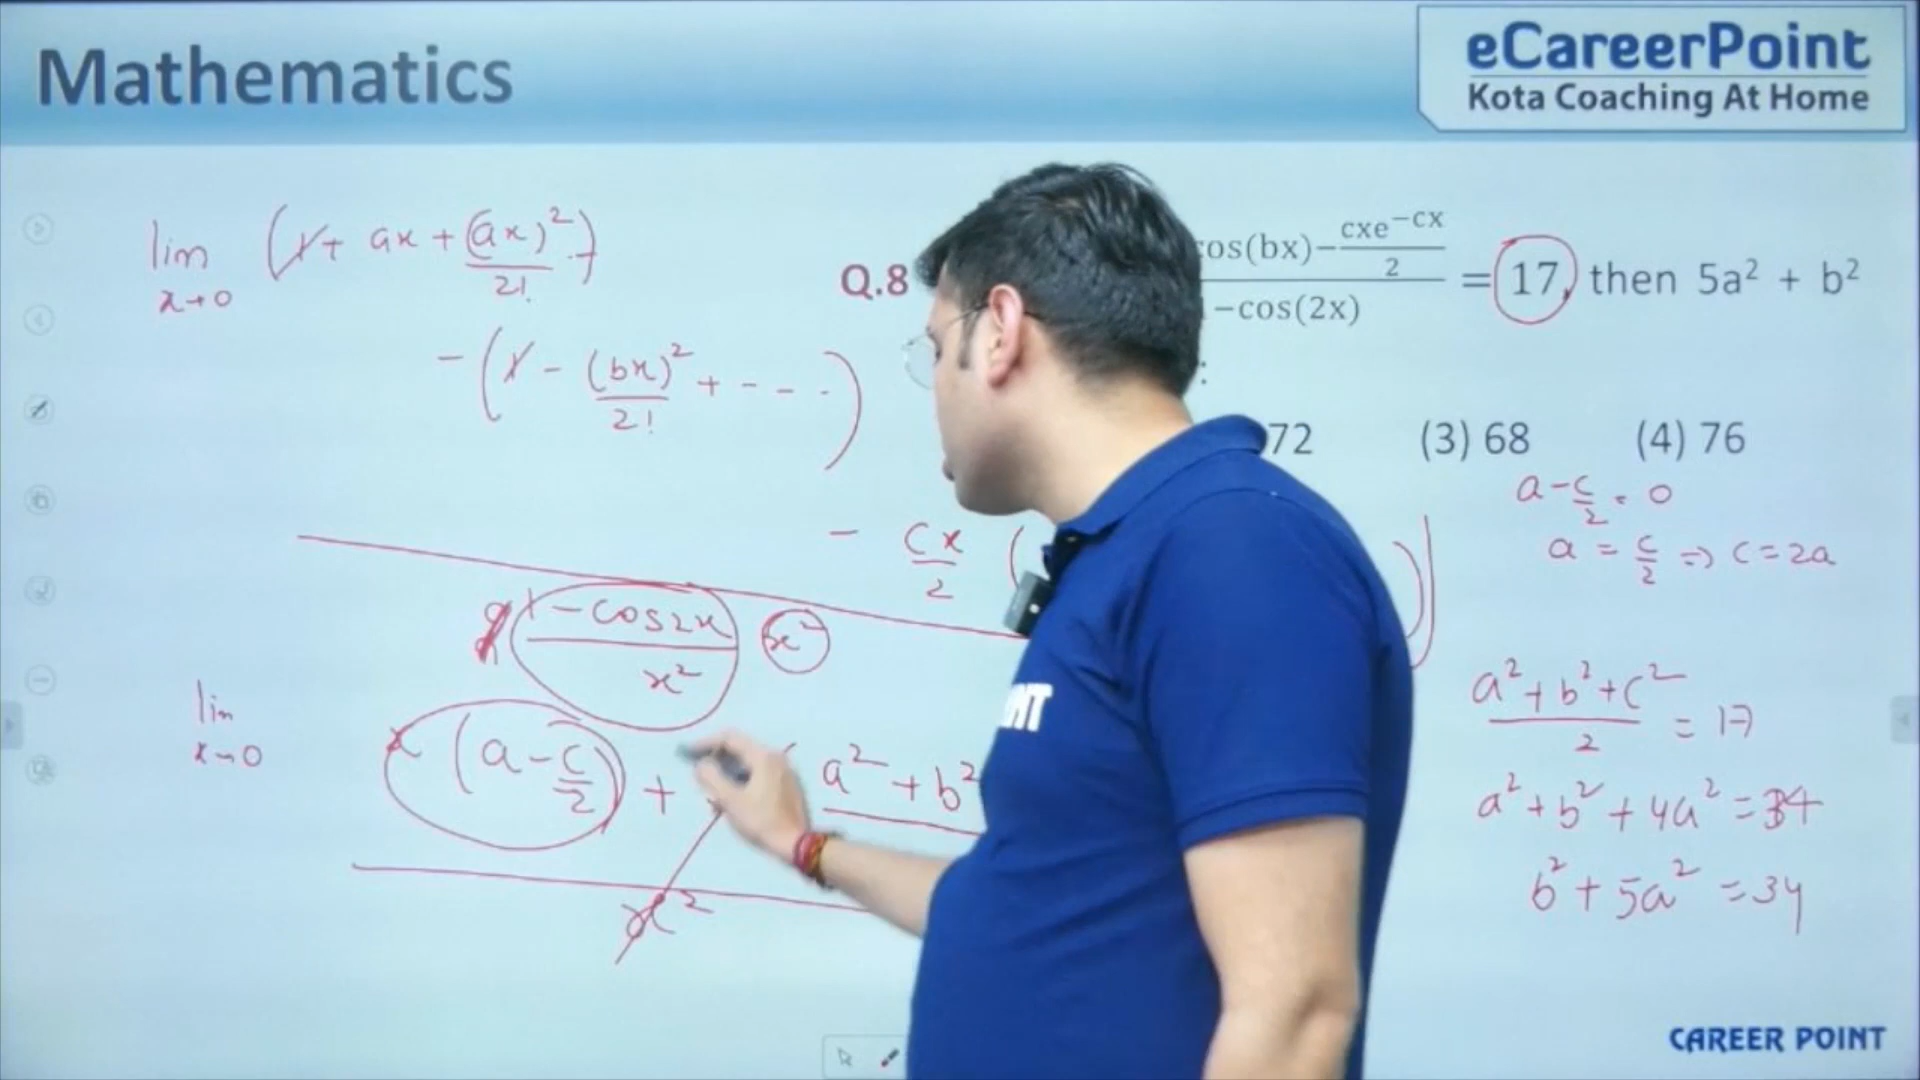 Mathematics
eCareerPoint
Kota Coaching At Home
lim x→0 (1 + ax + (ax)²/2! +)
- (1 - (bx)²/2! + - - - )
Q.8
cos(bx)−cxe^−cx/2
−cos(2x)
= 17, then 5a² + b²
:
72 (3) 68 (4) 76
a - c/2 = 0
a = c/2 => c = 2a
- cx/2 (
1 - cos2x / x² x²
lim x→0 x (a - c/2) + ( a² + b²
x²
a² + b² + c² / 2 = 17
a² + b² + 4a² = 34
b² + 5a² = 34
CAREER POINT